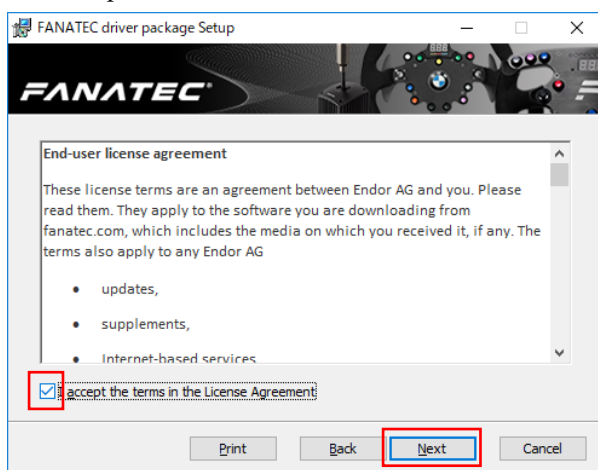 FANATEC driver package Setup
FANATEC
End-user license agreement
These license terms are an agreement between Endor AG and you. Please
read them. They apply to the software you are downloading from
fanatec.com, which includes the media on which you received it, if any. The
terms also apply to any Endor AG
• updates,
• supplements,
• Internet-based services
I accept the terms in the License Agreement
Print Back Next Cancel